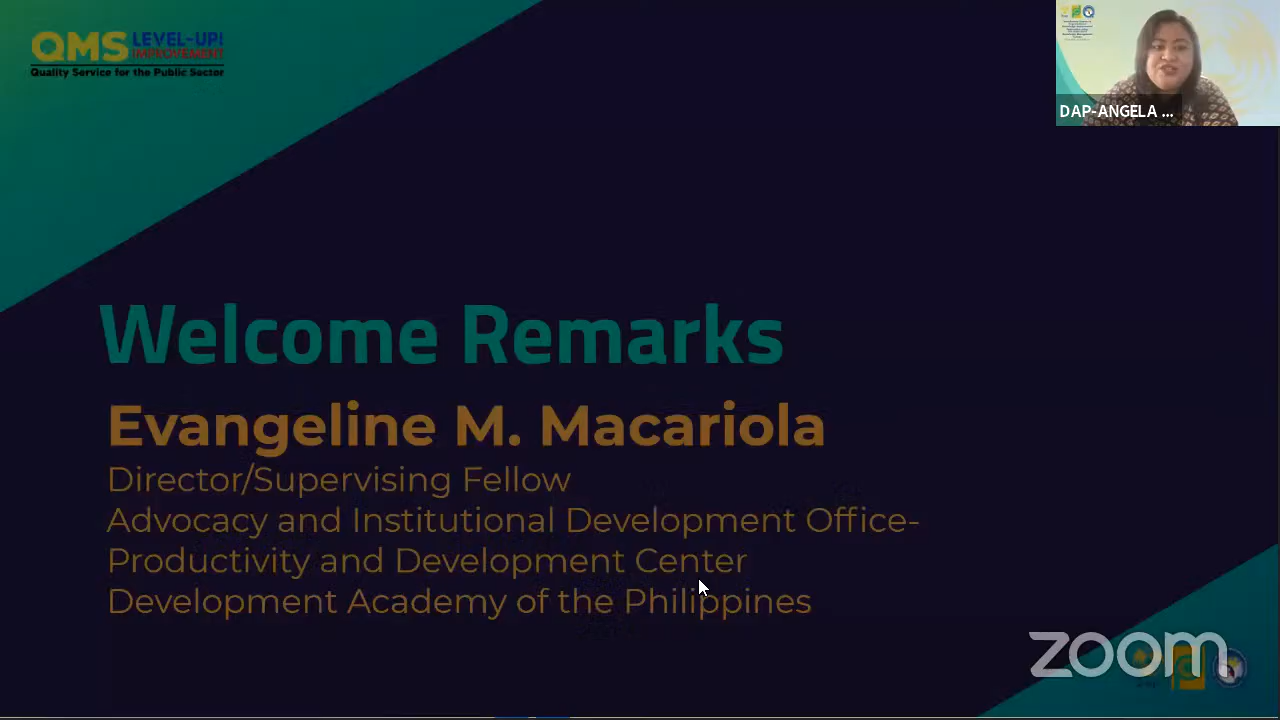 QMS LEVEL-UP!
IMPROVEMENT
Quality Service for the Public Sector
DAP-ANGELA ...
Welcome Remarks
Evangeline M. Macariola
Director/Supervising Fellow
Advocacy and Institutional Development Office-
Productivity and Development Center
Development Academy of the Philippines
zoom